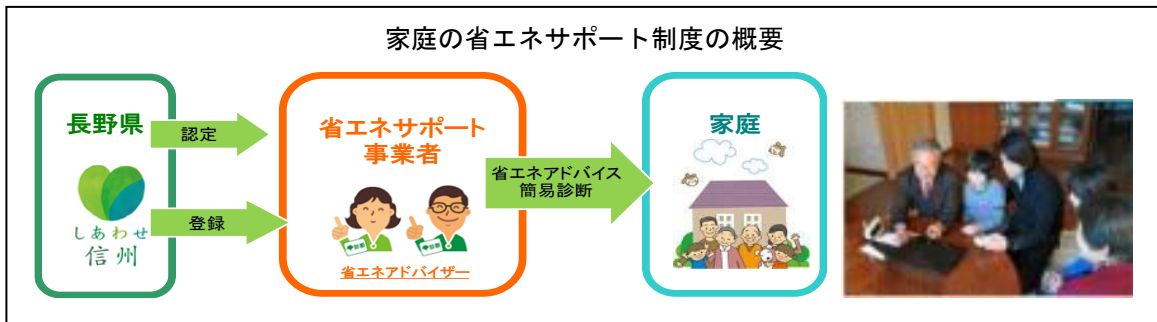 家庭の省エネサポート制度の概要
長野県
しあわせ
信州
認定
登録
省エネサポート
事業者
省エネアドバイザー
省エネアドバイス
簡易診断
家庭